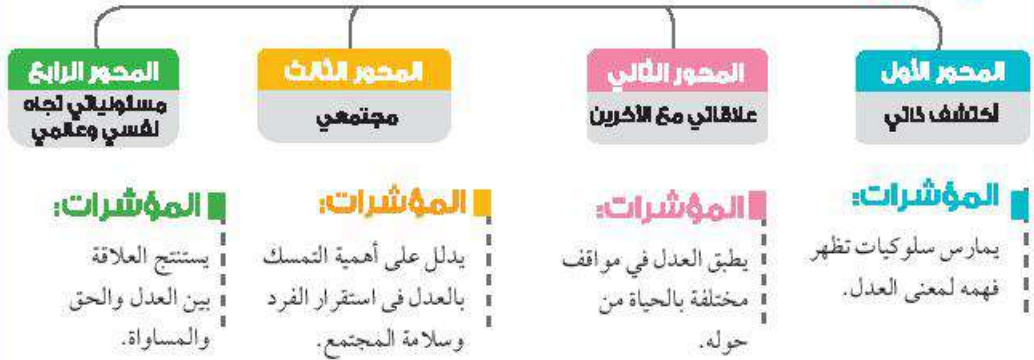 المحور الأول
أكتشف ذاتي
المؤشرات:
يمارس سلوكيات تظهر
فهمه لمعنى العدل.
المحور الثاني
علاقاتي مع الآخرين
المؤشرات:
يطبق العدل في مواقف
مختلفة بالحياة من
حوله.
المحور الثالث
مجتمعي
المؤشرات:
يدلل على أهمية التمسك
بالعدل فى استقرار الفرد
وسلامة المجتمع.
المحور الرابع
مسئولياتي تجاه
نفسي وعالمي
المؤشرات:
يستنتج العلاقة
بين العدل والحق
والمساواة.